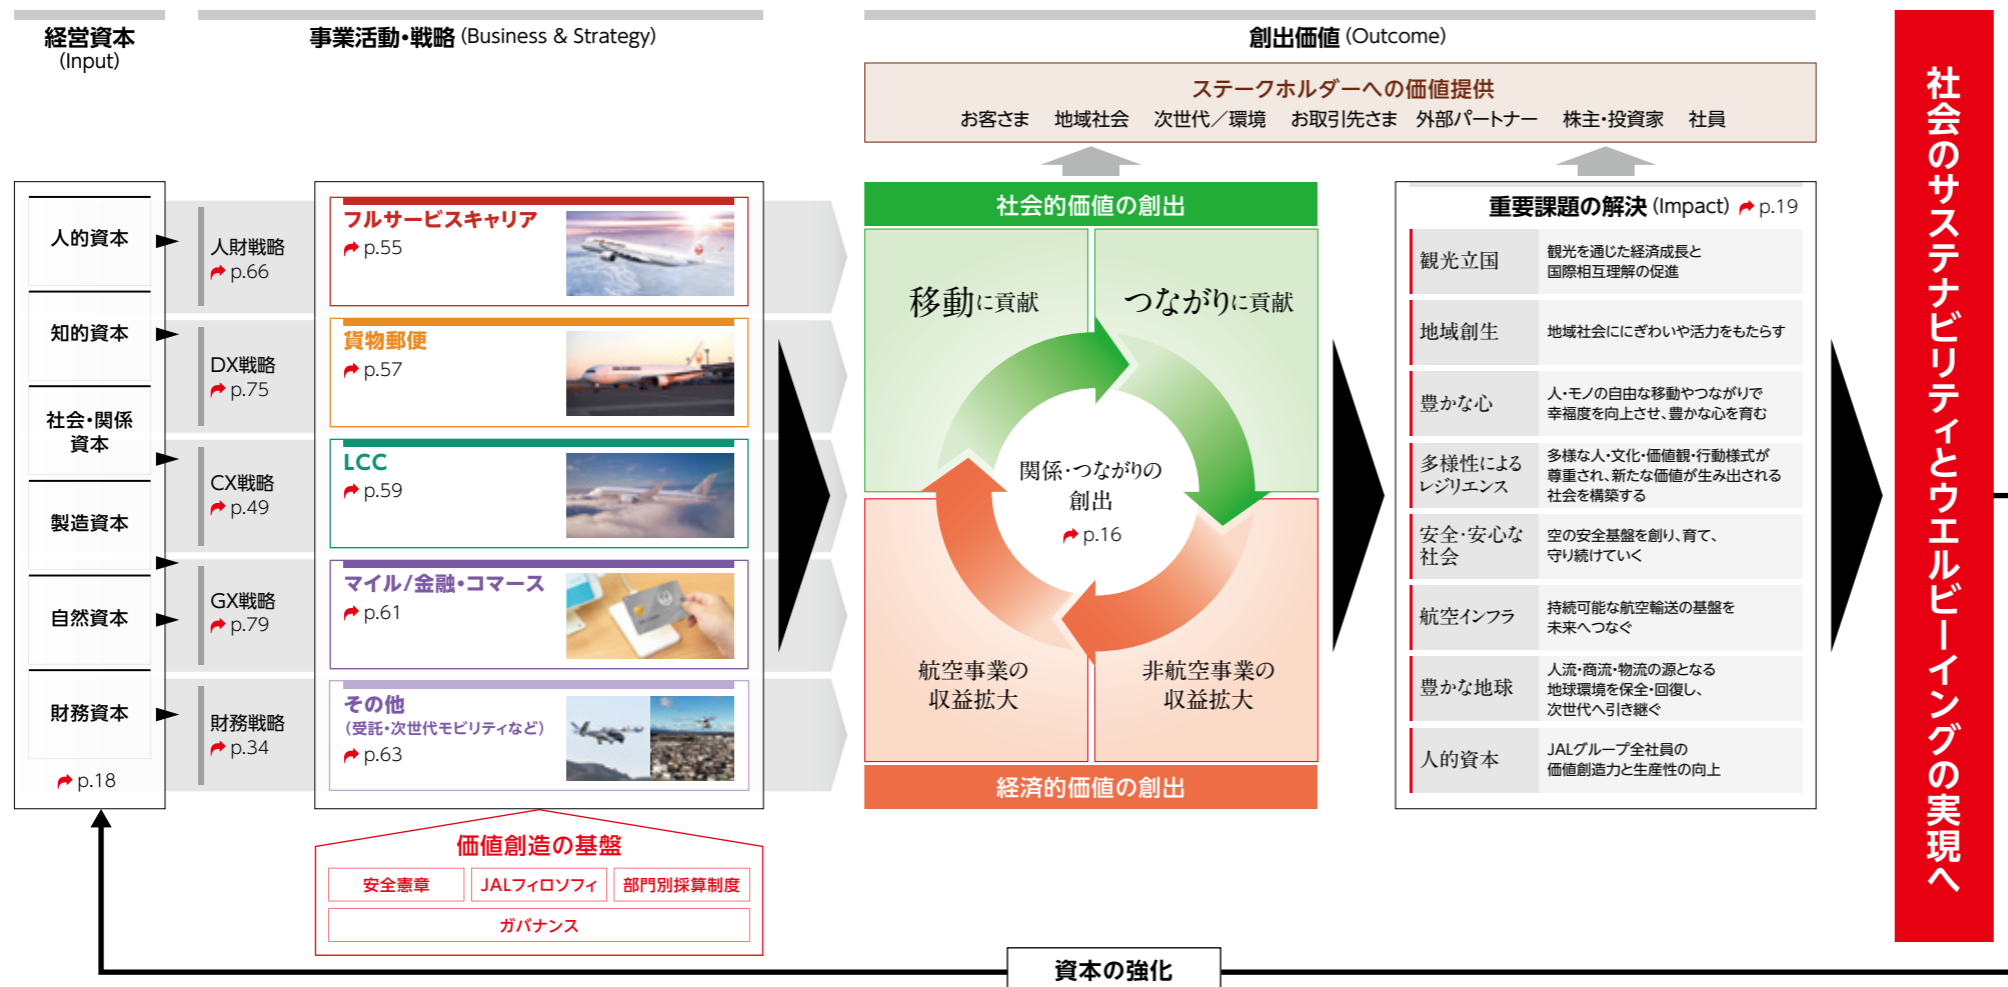 経営資本
(Input)
事業活動・戦略 (Business & Strategy)
創出価値 (Outcome)
ステークホルダーへの価値提供
お客さま 地域社会 次世代／環境 お取引先さま 外部パートナー 株主・投資家 社員
人的資本
知的資本
社会・関係
資本
製造資本
自然資本
財務資本
p.18
人財戦略
p.66
DX戦略
p.75
CX戦略
p.49
GX戦略
p.79
財務戦略
p.34
フルサービスキャリア
p.55
貨物郵便
p.57
LCC
p.59
マイル/金融・コマース
p.61
その他
(受託・次世代モビリティなど)
p.63
価値創造の基盤
安全憲章 JALフィロソフィ 部門別採算制度
ガバナンス
社会的価値の創出
移動に貢献
つながりに貢献
関係・つながりの
創出
p.16
航空事業の
収益拡大
非航空事業の
収益拡大
経済的価値の創出
重要課題の解決 (Impact) p.19
観光立国
観光を通じた経済成長と
国際相互理解の促進
地域創生
地域社会ににぎわいや活力をもたらす
豊かな心
人・モノの自由な移動やつながりで
幸福度を向上させ、豊かな心を育む
多様性による
レジリエンス
多様な人・文化・価値観・行動様式が
尊重され、新たな価値が生み出される
社会を構築する
安全・安心な
社会
空の安全基盤を創り、育て、
守り続けていく
航空インフラ
持続可能な航空輸送の基盤を
未来へつなぐ
豊かな地球
人流・商流・物流の源となる
地球環境を保全・回復し、
次世代へ引き継ぐ
人的資本
JALグループ全社員の
価値創造力と生産性の向上
社会のサステナビリティとウエルビーイングの実現へ
資本の強化